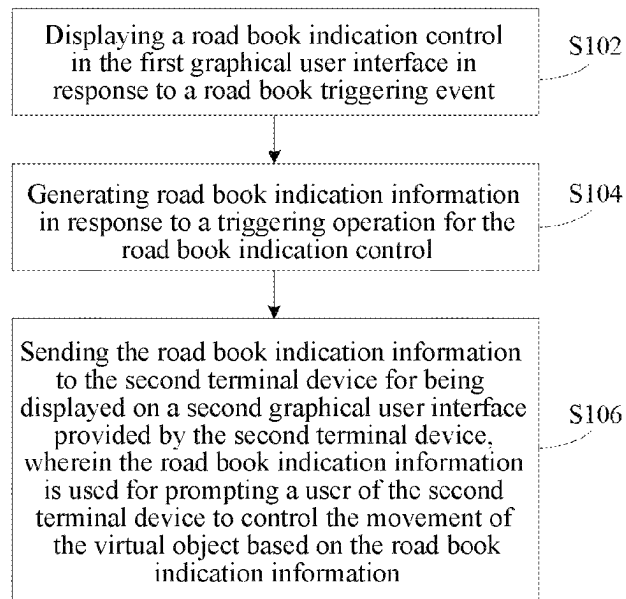 Displaying a road book indication control
in the first graphical user interface in
response to a road book triggering event
S102
Generating road book indication information
in response to a triggering operation for the
road book indication control
S104
Sending the road book indication information
to the second terminal device for being
displayed on a second graphical user interface
provided by the second terminal device,
wherein the road book indication information
is used for prompting a user of the second
terminal device to control the movement of
the virtual object based on the road book
indication information
S106